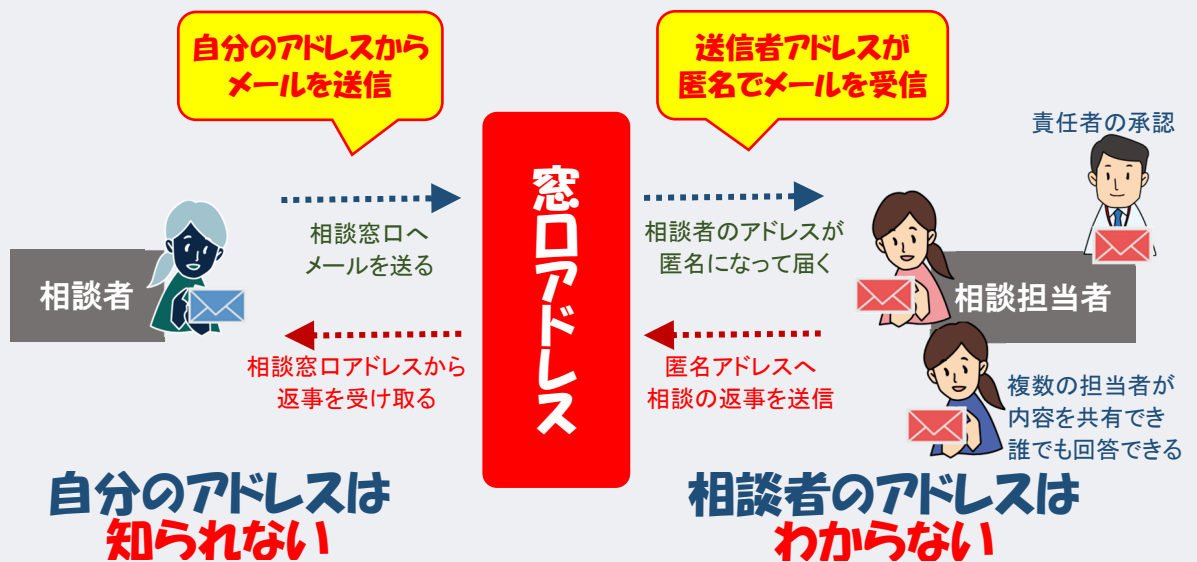 自分のアドレスから
メールを送信
送信者アドレスが
匿名でメールを受信
責任者の承認
窓口アドレス
相談窓口へ
メールを送る
相談者のアドレスが
匿名になって届く
相談者
相談担当者
相談窓口アドレスから
返事を受け取る
匿名アドレスへ
相談の返事を送信
複数の担当者が
内容を共有でき
誰でも回答できる
自分のアドレスは
知られない
相談者のアドレスは
わからない